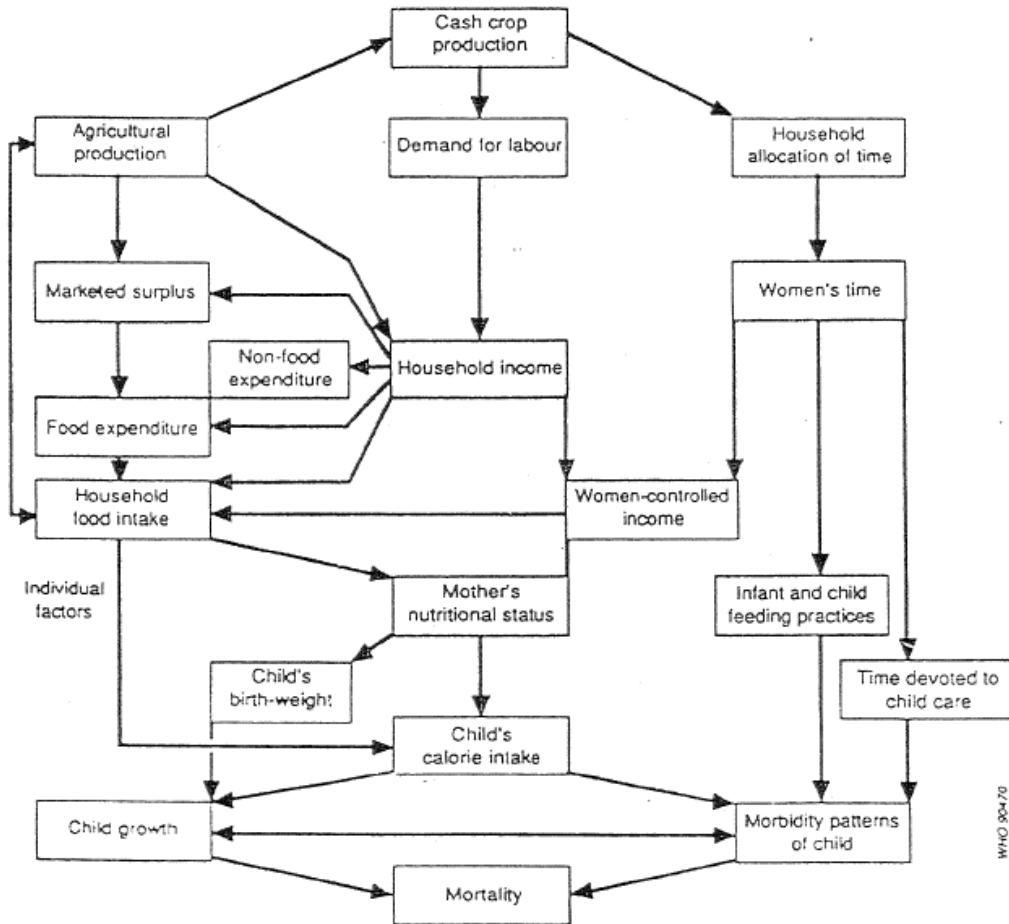 Cash crop
production
Agricultural
production
Demand for labour
Household
allocation of time
Marketed surplus
Women's time
Non-food
expenditure
Household income
Food expenditure
Household
food intake
Women-controlled
income
Individual
factors
Mother's
nutritional status
Infant and child
feeding practices
Child's
birth-weight
Time devoted to
child care
Child's
calorie intake
Child growth
Morbidity patterns
of child
Mortality
WHO 90470